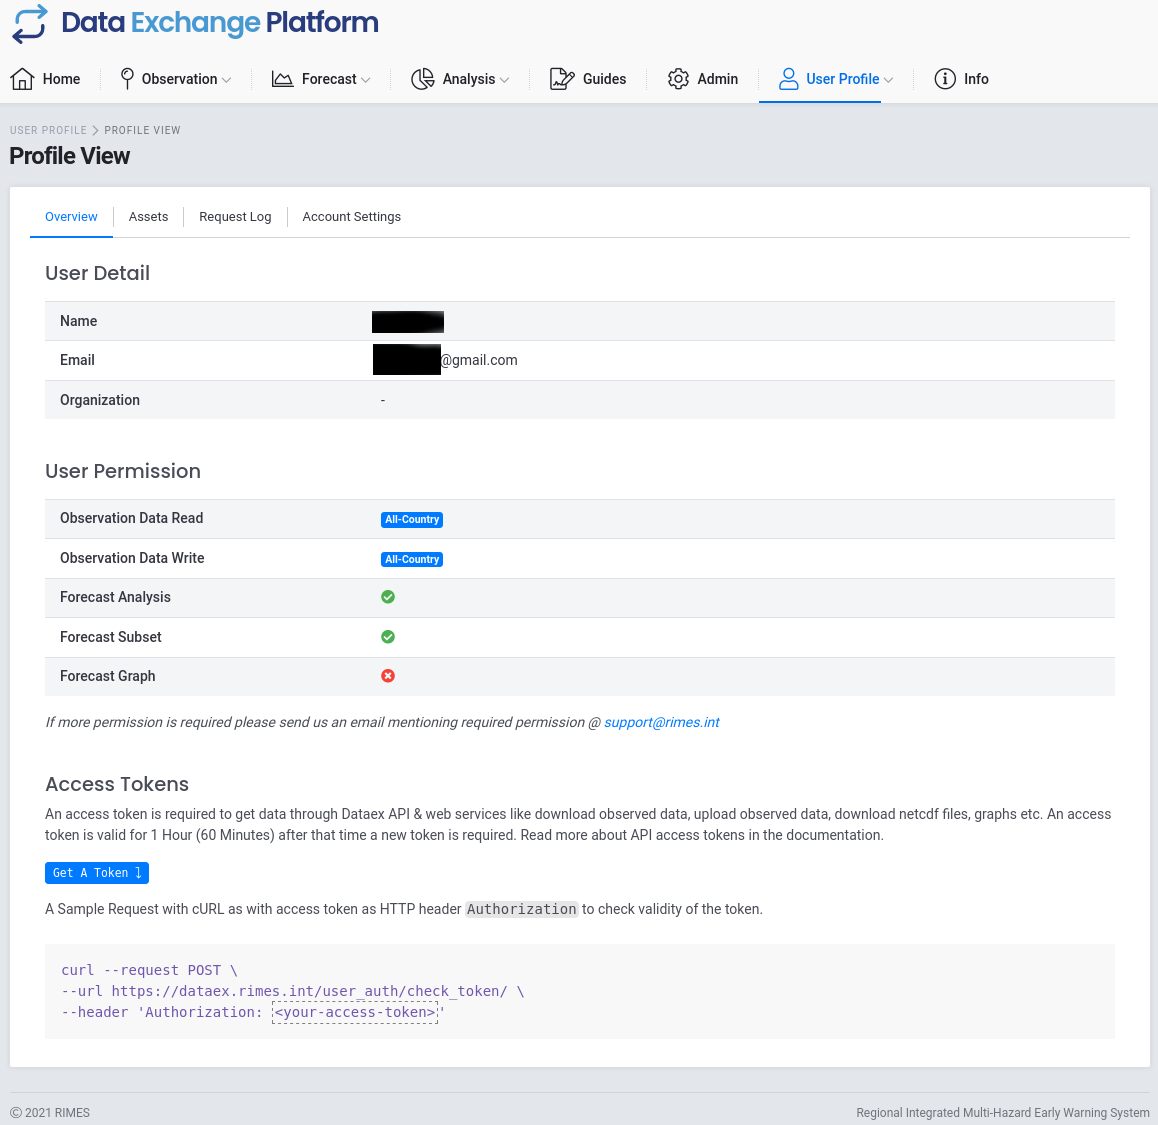 Data Exchange Platform
Home Observation Forecast Analysis Guides Admin User Profile Info
USER PROFILE > PROFILE VIEW
Profile View
Overview Assets Request Log Account Settings
User Detail
Name
Email @gmail.com
Organization -
User Permission
Observation Data Read All-Country
Observation Data Write All-Country
Forecast Analysis
Forecast Subset
Forecast Graph
If more permission is required please send us an email mentioning required permission @ support@rimes.int
Access Tokens
An access token is required to get data through Dataex API & web services like download observed data, upload observed data, download netcdf files, graphs etc. An access
token is valid for 1 Hour (60 Minutes) after that time a new token is required. Read more about API access tokens in the documentation.
Get A Token ⤵
A Sample Request with cURL as with access token as HTTP header Authorization to check validity of the token.
curl --request POST \
--url https://dataex.rimes.int/user_auth/check_token/ \
--header 'Authorization: <your-access-token>'
© 2021 RIMES Regional Integrated Multi-Hazard Early Warning System